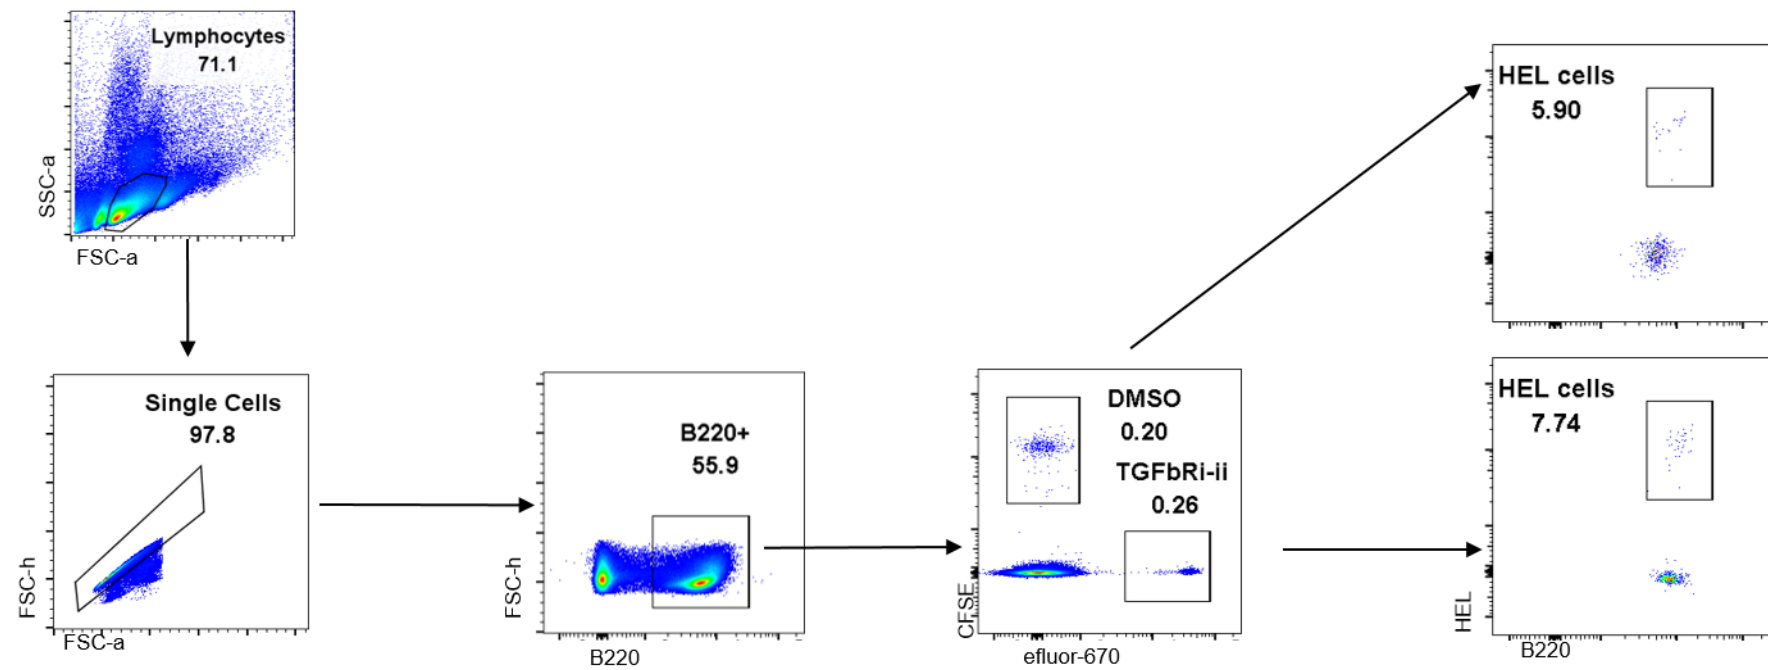 Lymphocytes
71.1
SSC-a
FSC-a
Single Cells
97.8
FSC-h
FSC-a
B220+
55.9
FSC-h
B220
DMSO
0.20
TGFbRi-ii
0.26
CFSE
efluor-670
HEL cells
5.90
HEL cells
7.74
HEL
B220